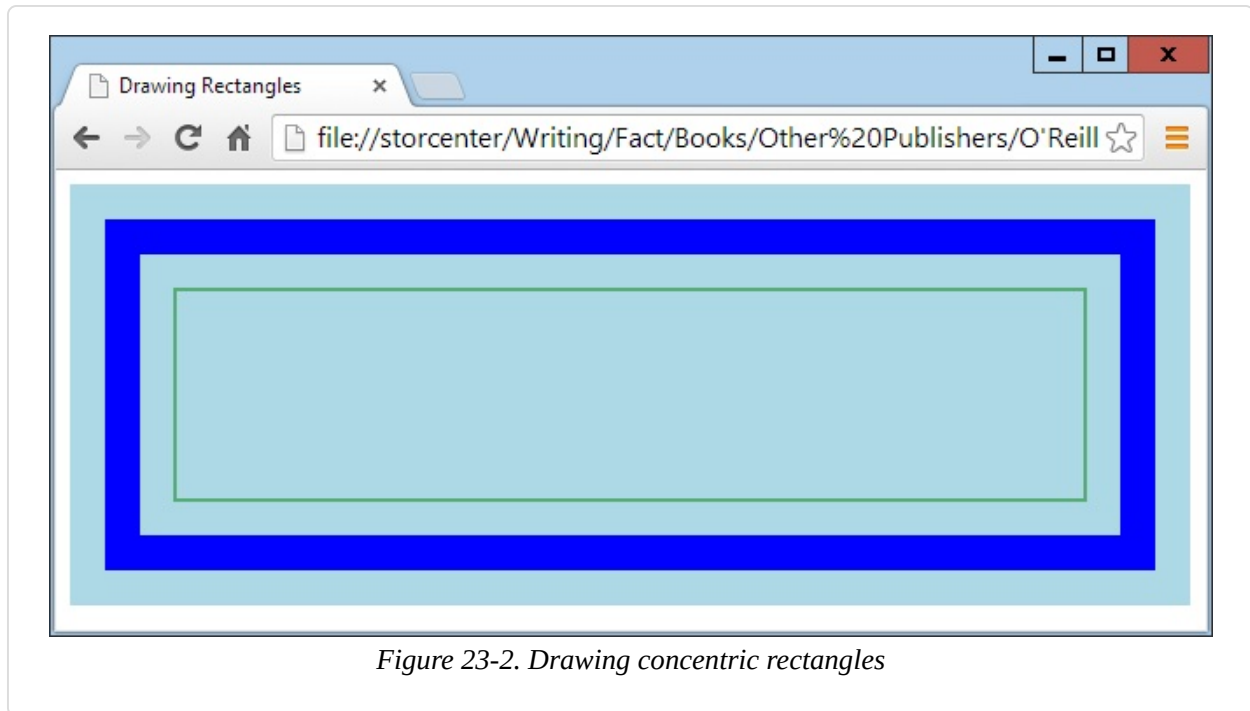 Drawing Rectangles
file://storcenter/Writing/Fact/Books/Other%20Publishers/O'Reill
Figure 23-2. Drawing concentric rectangles